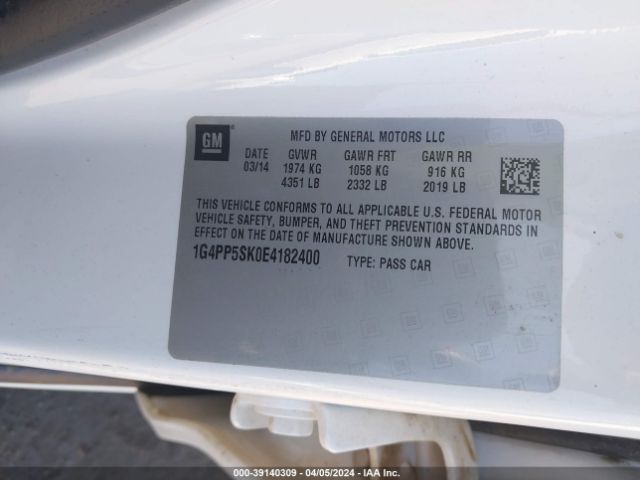 GM
MFD BY GENERAL MOTORS LLC
DATE GVWR GAWR FRT GAWR RR
03/14 1974 KG 1058 KG 916 KG
4351 LB 2332 LB 2019 LB
THIS VEHICLE CONFORMS TO ALL APPLICABLE U.S. FEDERAL MOTOR
VEHICLE SAFETY, BUMPER, AND THEFT PREVENTION STANDARDS IN
EFFECT ON THE DATE OF MANUFACTURE SHOWN ABOVE.
1G4PP5SK0E4182400 TYPE: PASS CAR
000-39140309 - 04/05/2024 - IAA Inc.